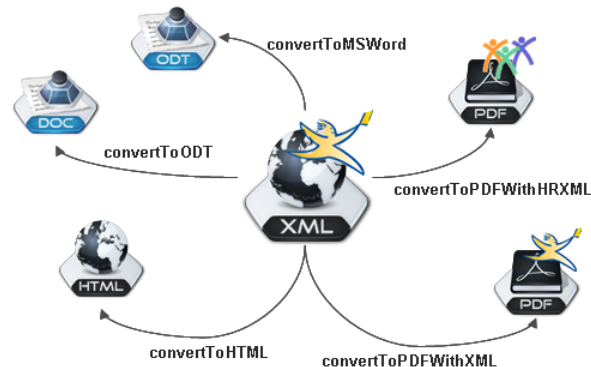 ODT
convertToMSWord
PDF
DOC
convertToODT
convertToPDFWithHRXML
XML
HTML
PDF
convertToHTML
convertToPDFWithXML